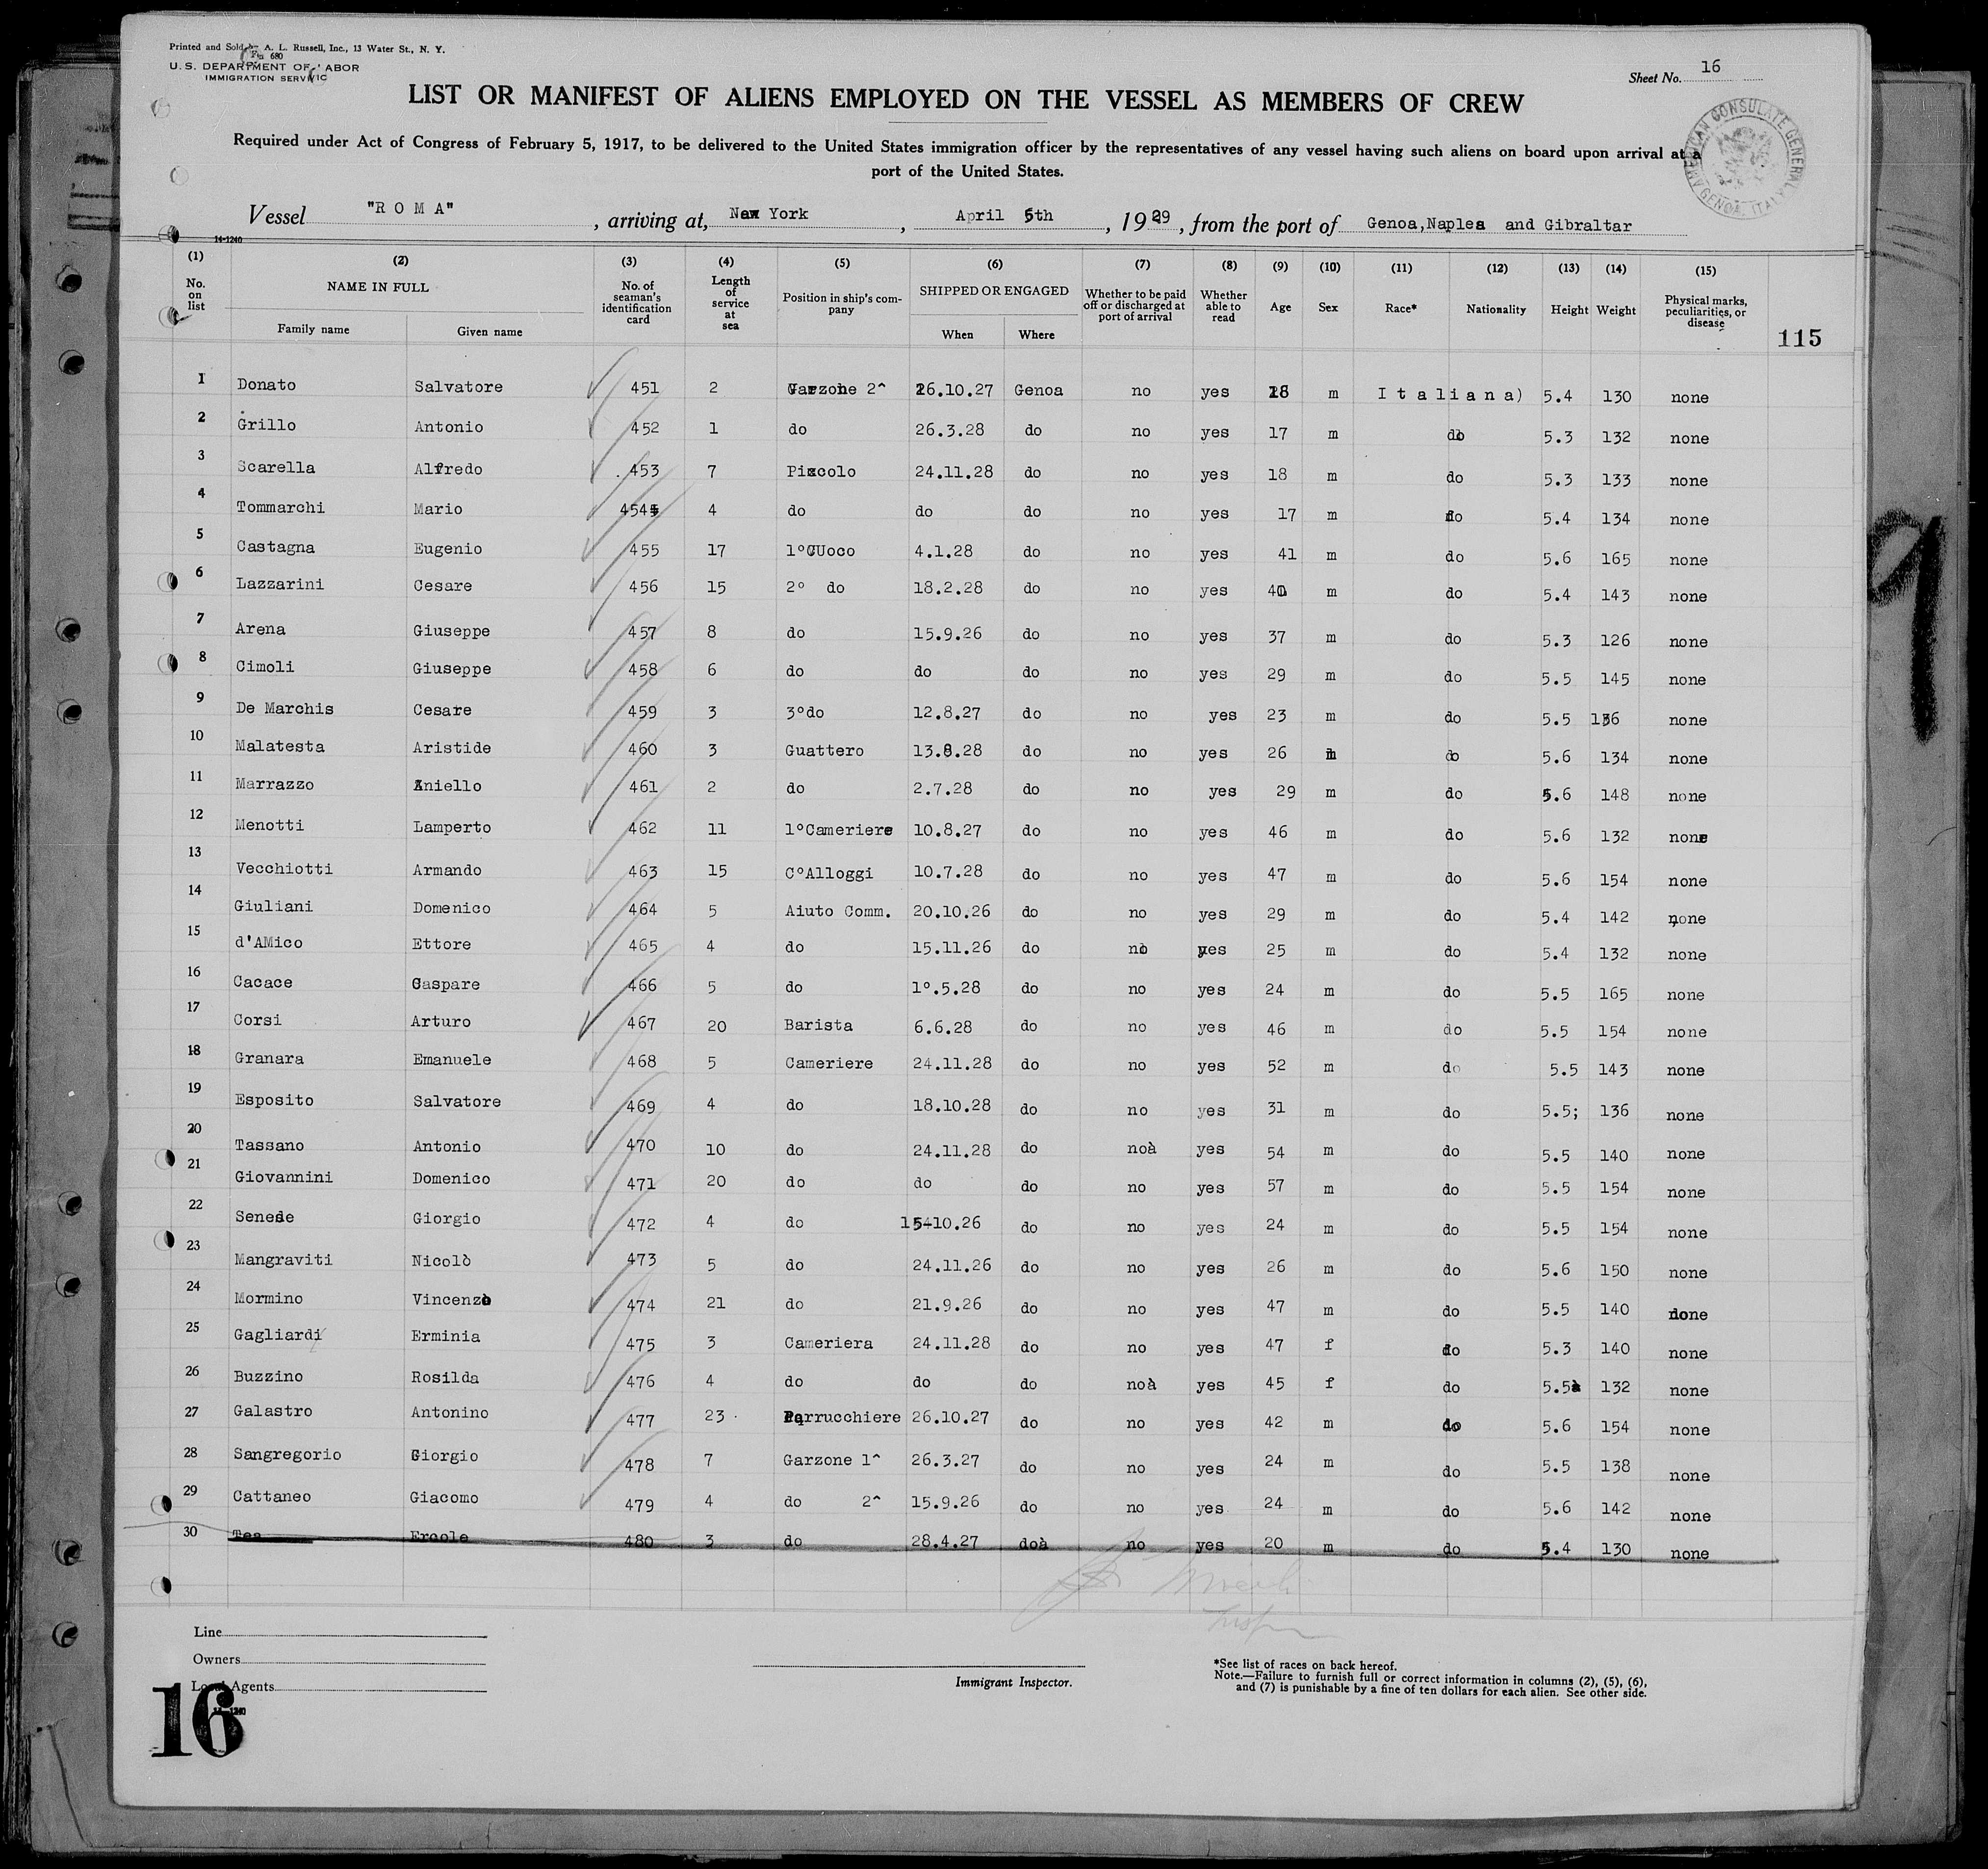 Printed and Sold by A. L. Russell, Inc., 13 Water St., N. Y.
680
U. S. DEPARTMENT OF LABOR
IMMIGRATION SERVIC
Sheet No. 16
LIST OR MANIFEST OF ALIENS EMPLOYED ON THE VESSEL AS MEMBERS OF CREW
AMERICAN CONSULATE GENERAL GENOA, ITALY
Required under Act of Congress of February 5, 1917, to be delivered to the United States immigration officer by the representatives of any vessel having such aliens on board upon arrival at a
port of the United States.
Vessel "R O M A" , arriving at, New York , April 5th , 1929 , from the port of Genoa,Naples and Gibraltar
14-1240
(1) (2) (3) (4) (5) (6) (7) (8) (9) (10) (11) (12) (13) (14) (15)
No. on list NAME IN FULL Family name Given name No. of seaman's identification card Length of service at sea Position in ship's company SHIPPED OR ENGAGED When Where Whether to be paid off or discharged at port of arrival Whether able to read Age Sex Race* Nationality Height Weight Physical marks, peculiarities, or disease
115
1 Donato Salvatore 451 2 Garzone 2^ 26.10.27 Genoa no yes 18 m I t a l i a n a) 5.4 130 none
2 Grillo Antonio 452 1 do 26.3.28 do no yes 17 m do 5.3 132 none
3 Scarella Alfredo 453 7 Piccolo 24.11.28 do no yes 18 m do 5.3 133 none
4 Tommarchi Mario 454 4 do do do no yes 17 m do 5.4 134 none
5 Castagna Eugenio 455 17 1°CUoco 4.1.28 do no yes 41 m do 5.6 165 none
6 Lazzarini Cesare 456 15 2° do 18.2.28 do no yes 40 m do 5.4 143 none
7 Arena Giuseppe 457 8 do 15.9.26 do no yes 37 m do 5.3 126 none
8 Cimoli Giuseppe 458 6 do do do no yes 29 m do 5.5 145 none
9 De Marchis Cesare 459 3 3°do 12.8.27 do no yes 23 m do 5.5 136 none
10 Malatesta Aristide 460 3 Guattero 13.8.28 do no yes 26 m do 5.6 134 none
11 Marrazzo Aniello 461 2 do 2.7.28 do no yes 29 m do 5.6 148 none
12 Menotti Lamperto 462 11 1°Cameriere 10.8.27 do no yes 46 m do 5.6 132 none
13 Vecchiotti Armando 463 15 C°Alloggi 10.7.28 do no yes 47 m do 5.6 154 none
14 Giuliani Domenico 464 5 Aiuto Comm. 20.10.26 do no yes 29 m do 5.4 142 none
15 d'AMico Ettore 465 4 do 15.11.26 do no yes 25 m do 5.4 132 none
16 Cacace Gaspare 466 5 do 1°.5.28 do no yes 24 m do 5.5 165 none
17 Corsi Arturo 467 20 Barista 6.6.28 do no yes 46 m do 5.5 154 none
18 Granara Emanuele 468 5 Cameriere 24.11.28 do no yes 52 m do 5.5 143 none
19 Esposito Salvatore 469 4 do 18.10.28 do no yes 31 m do 5.5; 136 none
20 Tassano Antonio 470 10 do 24.11.28 do noà yes 54 m do 5.5 140 none
21 Giovannini Domenico 471 20 do do do no yes 57 m do 5.5 154 none
22 Senese Giorgio 472 4 do 15-10.26 do no yes 24 m do 5.5 154 none
23 Mangraviti Nicolò 473 5 do 24.11.26 do no yes 26 m do 5.6 150 none
24 Mormino Vincenzo 474 21 do 21.9.26 do no yes 47 m do 5.5 140 none
25 Gagliardi Erminia 475 3 Cameriera 24.11.28 do no yes 47 f do 5.3 140 none
26 Buzzino Rosilda 476 4 do do do noà yes 45 f do 5.5 132 none
27 Galastro Antonino 477 23 Parrucchiere 26.10.27 do no yes 42 m do 5.6 154 none
28 Sangregorio Giorgio 478 7 Garzone 1^ 26.3.27 do no yes 24 m do 5.5 138 none
29 Cattaneo Giacomo 479 4 do 2^ 15.9.26 do no yes 24 m do 5.6 142 none
30 Tea Ercole 480 3 do 28.4.27 doà no yes 20 m do 5.4 130 none
Line
Owners
Local Agents
Immigrant Inspector.
*See list of races on back hereof.
Note.—Failure to furnish full or correct information in columns (2), (5), (6),
and (7) is punishable by a fine of ten dollars for each alien. See other side.
16